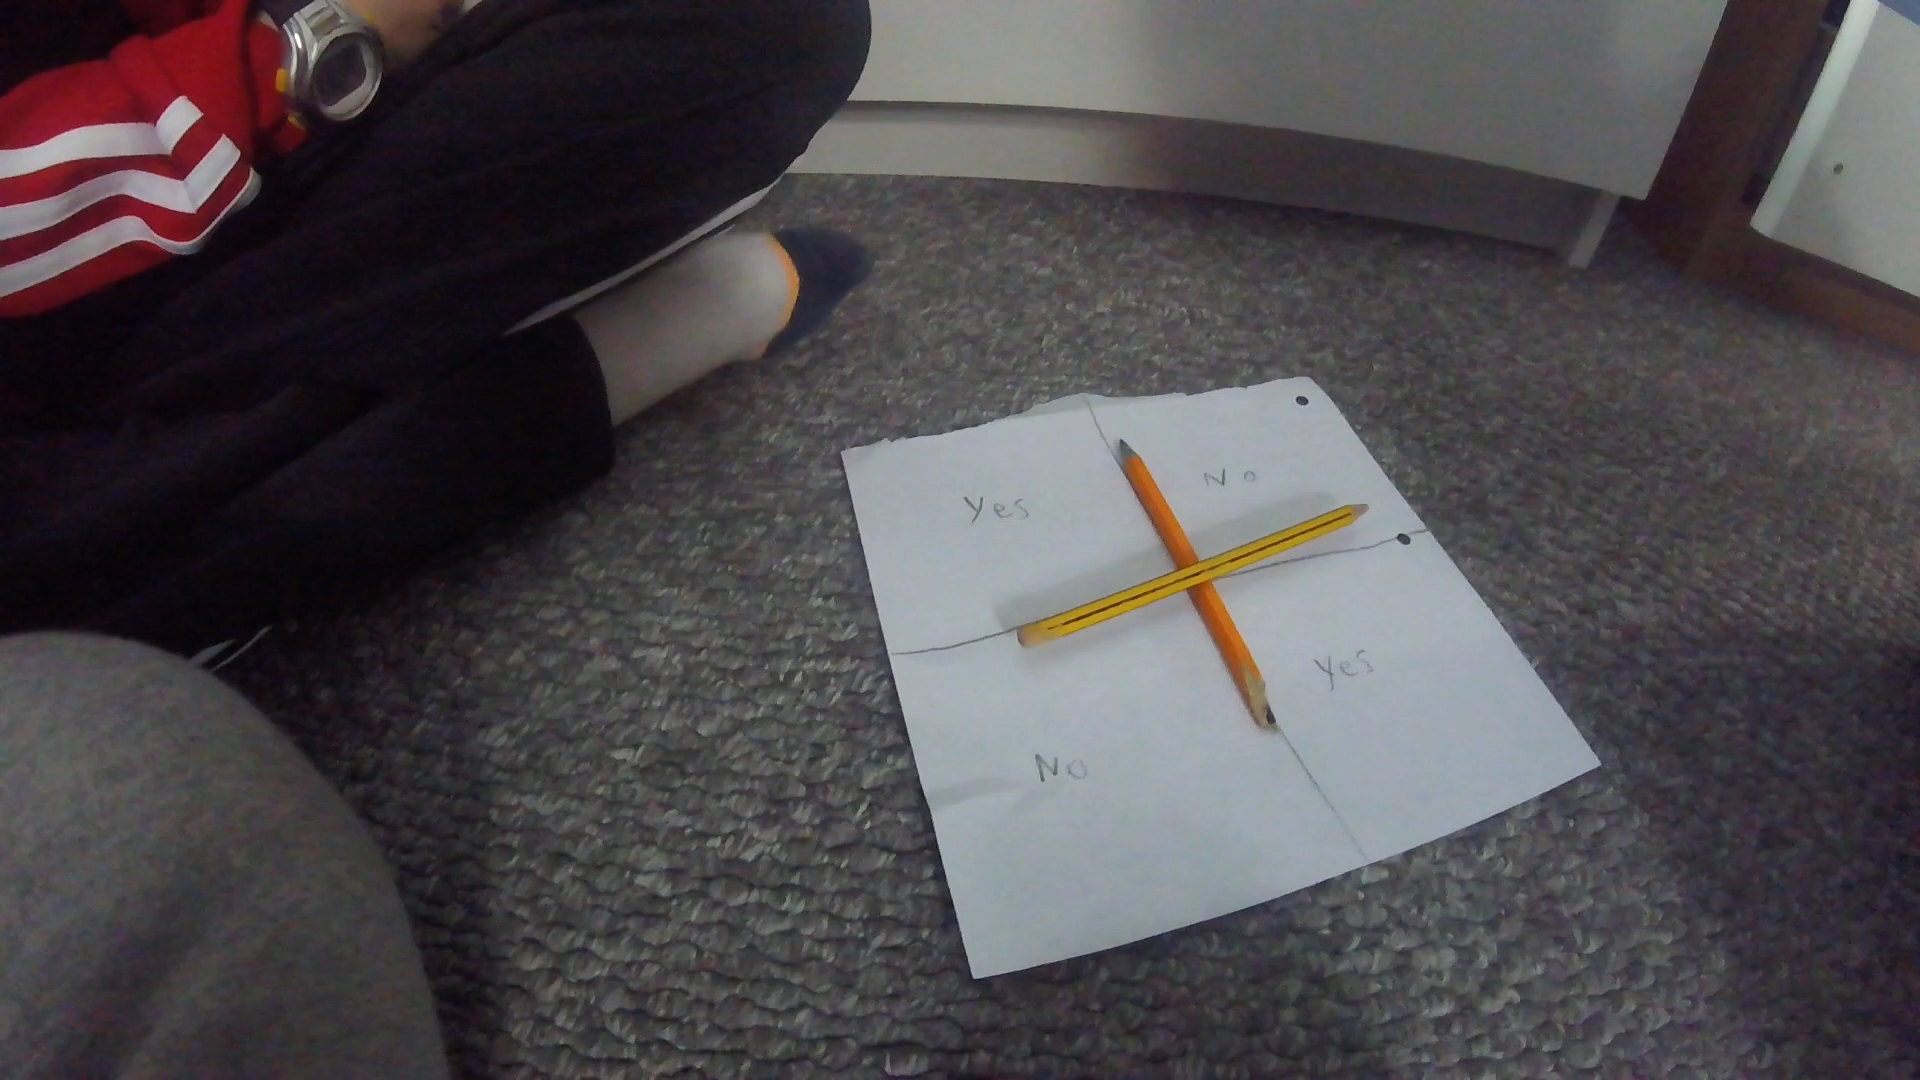 Yes No
No Yes